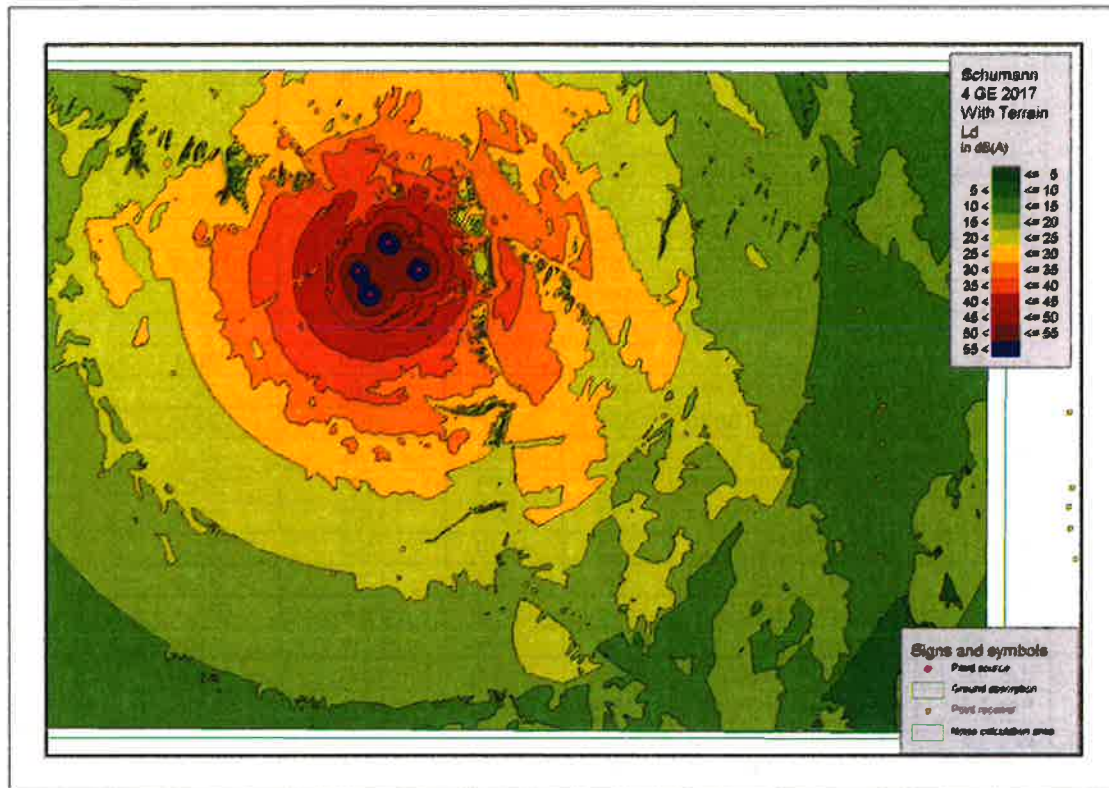 Schumann
4 GE 2017
With Terrain
Ld
in dB(A)
<= 5
5 < <= 10
10 < <= 15
15 < <= 20
20 < <= 25
25 < <= 30
30 < <= 35
35 < <= 40
40 < <= 45
45 < <= 50
50 < <= 55
55 <
Signs and symbols
Point source
Ground absorption
Point receiver
Noise calculation area